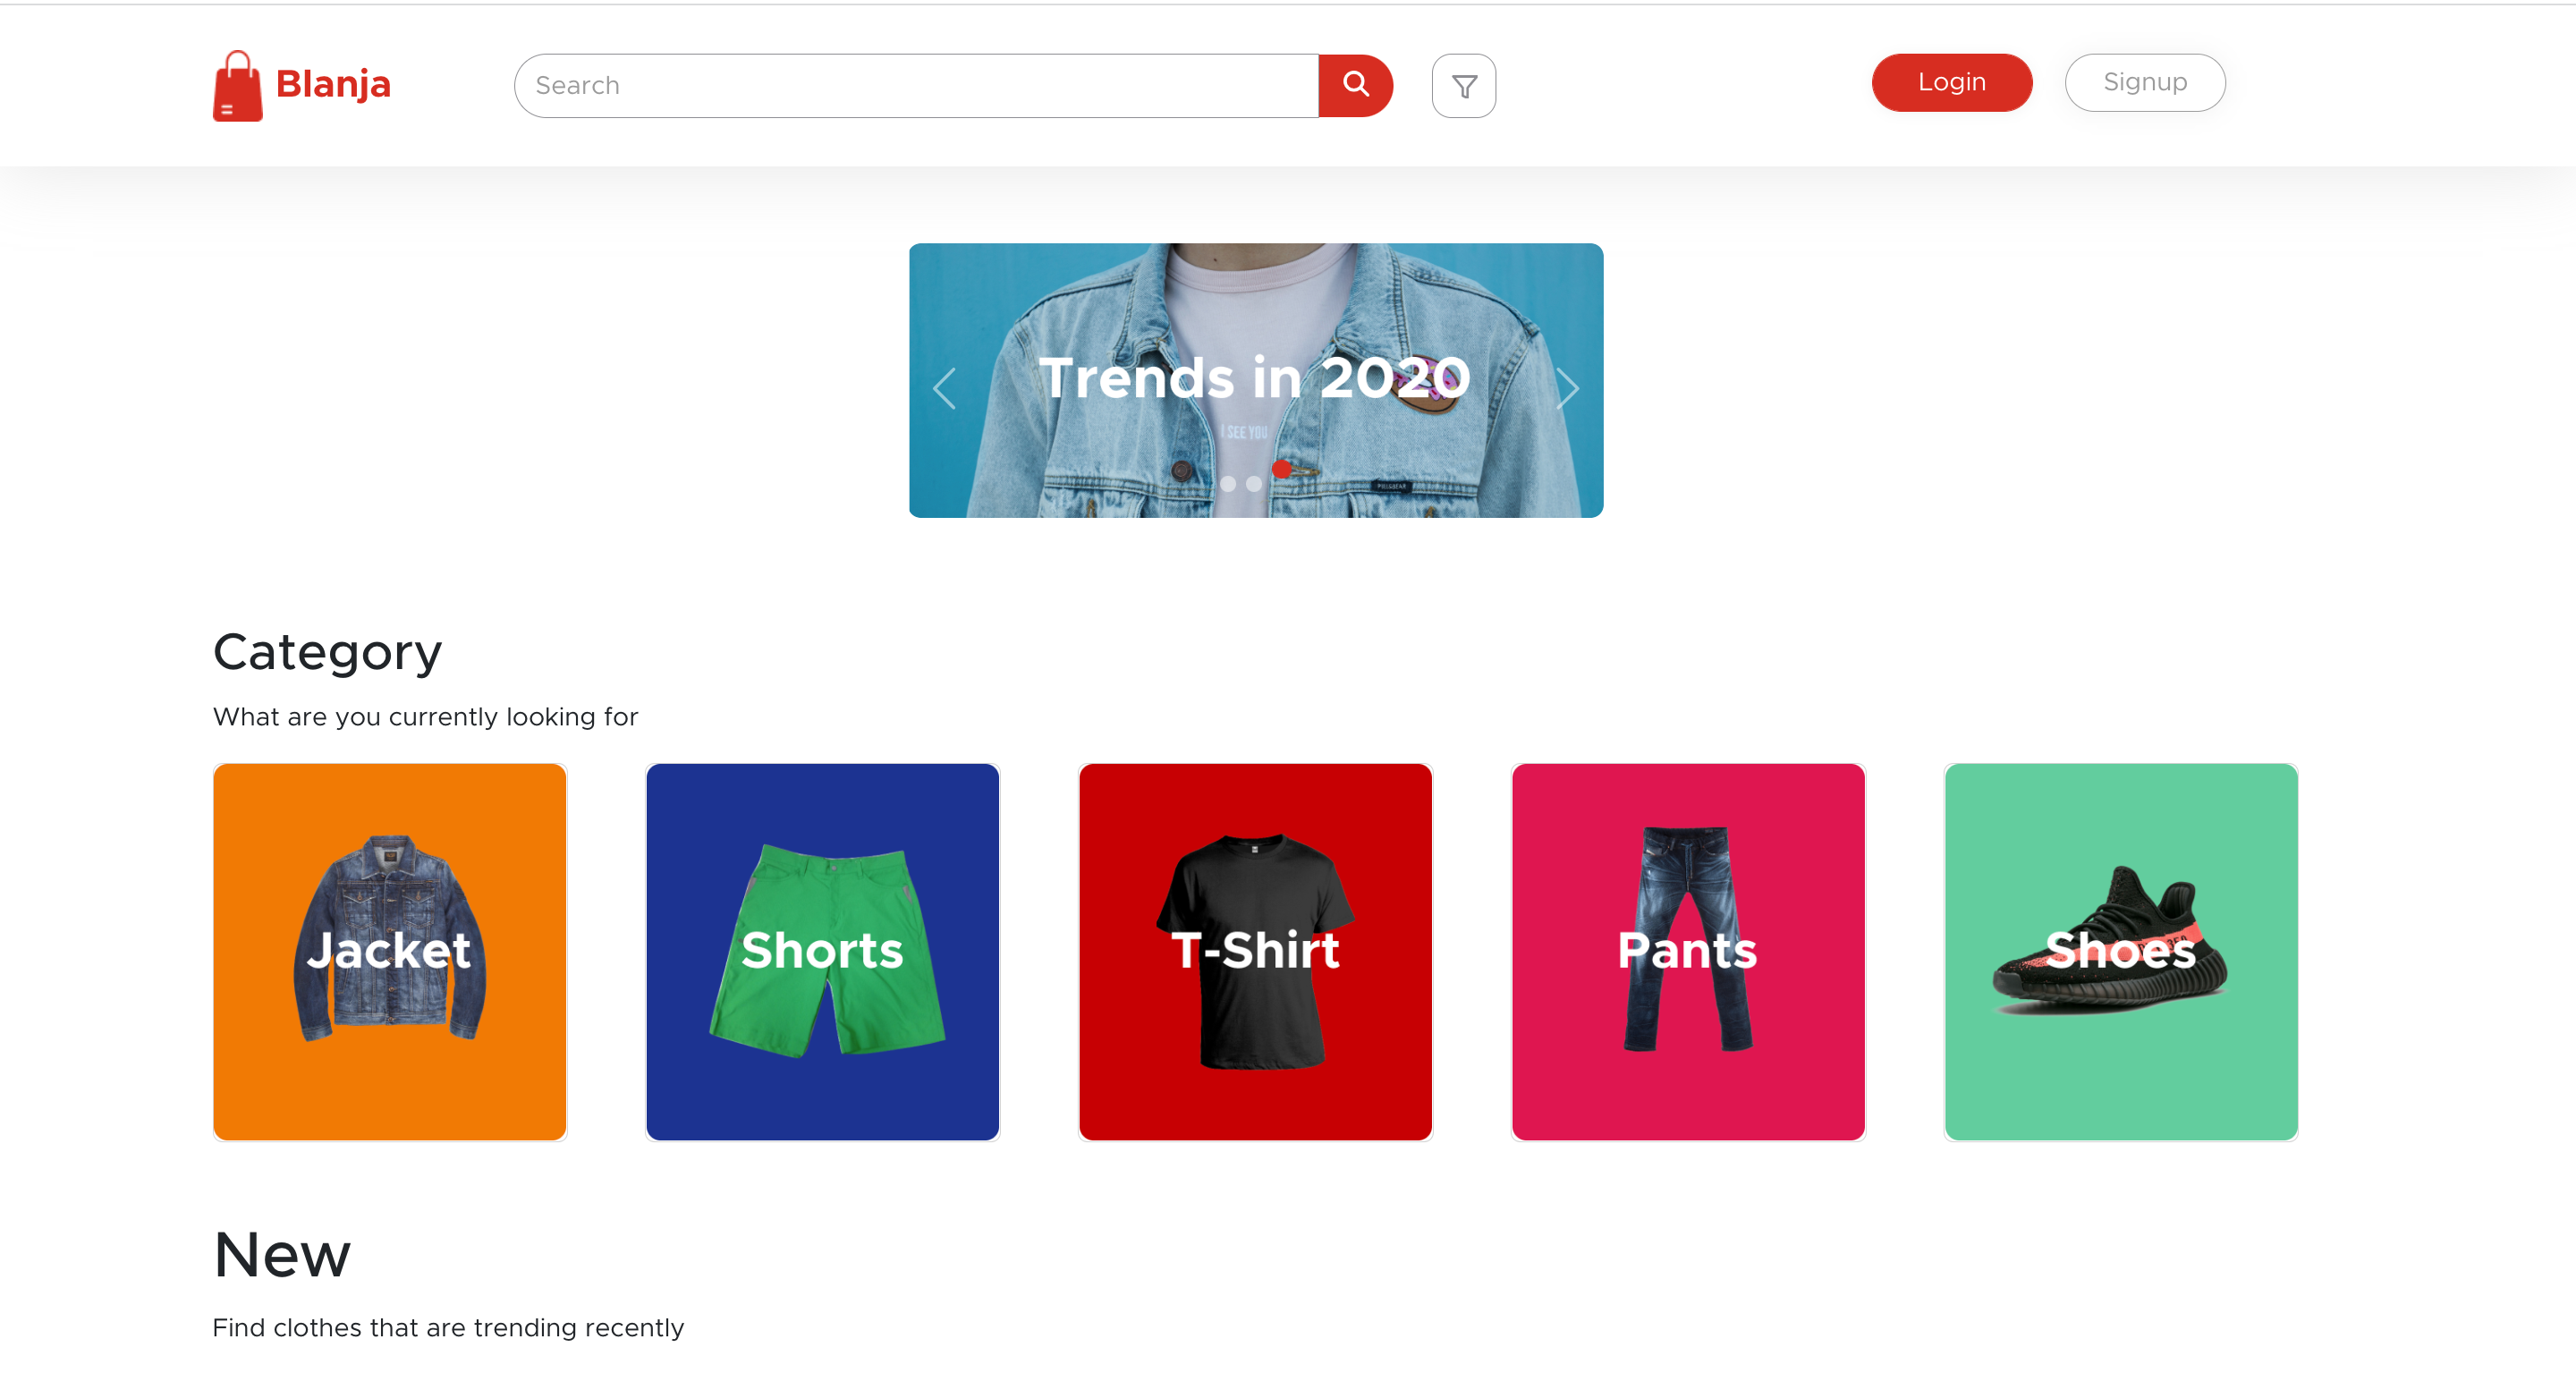 Blanja
Search
Login
Signup
Trends in 2020
I SEE YOU
Category
What are you currently looking for
Jacket
Shorts
T-Shirt
Pants
Shoes
New
Find clothes that are trending recently